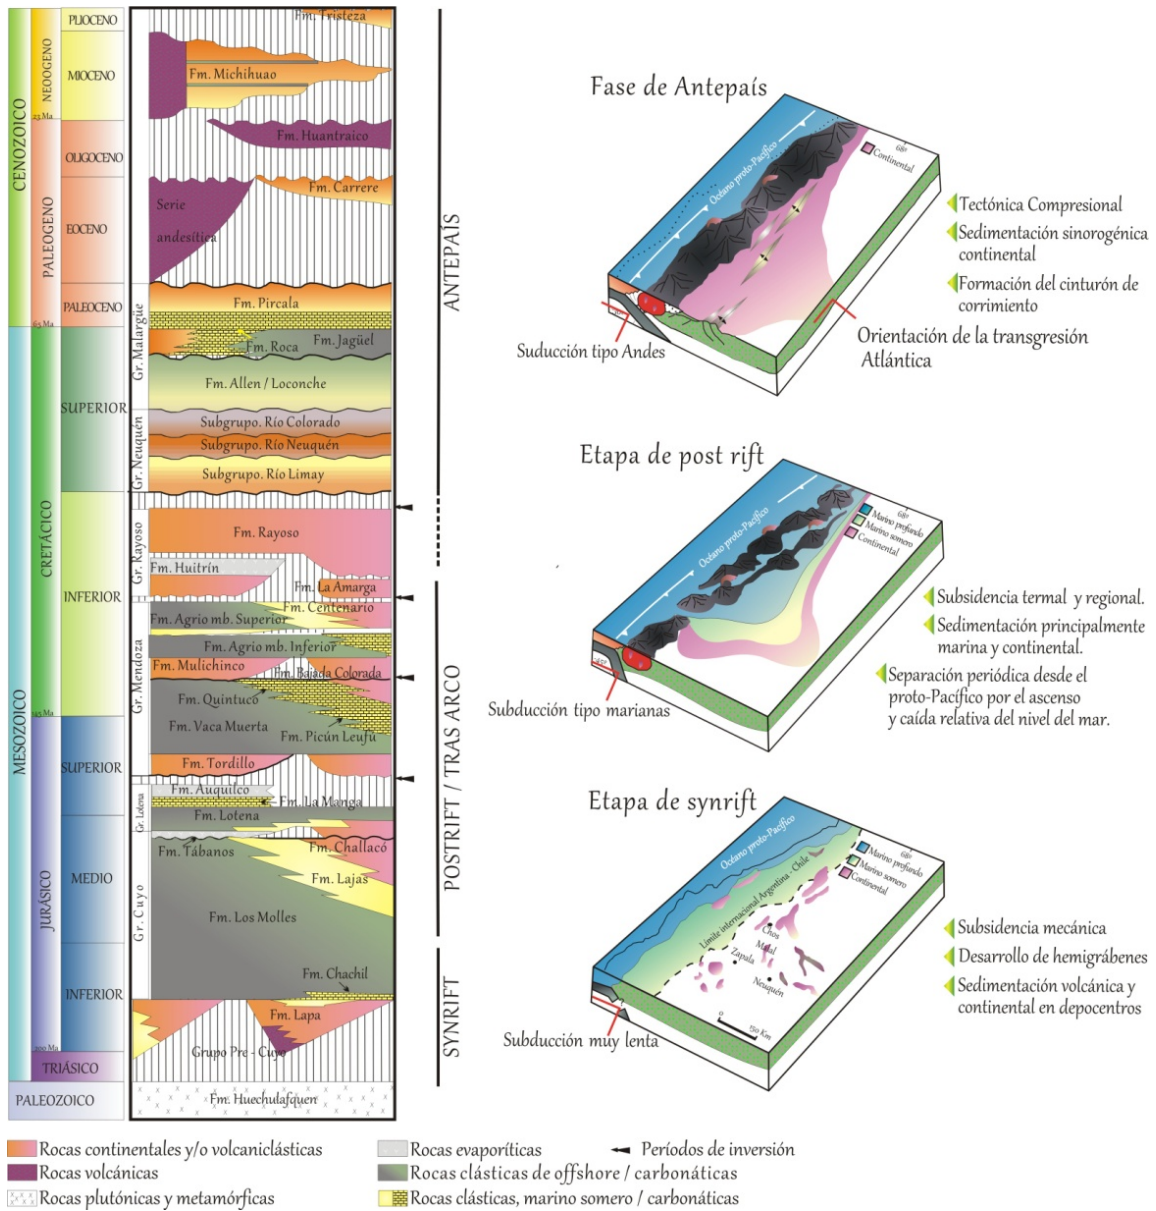 CENOZOICO
MESOZOICO
PALEOZOICO
NEOOGENO
PALEOGENO
CRETÁCICO
JURÁSICO
TRIÁSICO
PLIOCENO
MIOCENO
OLIGOCENO
EOCENO
PALEOCENO
SUPERIOR
INFERIOR
SUPERIOR
MEDIO
INFERIOR
23 Ma
65 Ma
145 Ma
200 Ma
Gr. Malargüe
Gr. Neuquén
Gr. Rayoso
Gr. Mendoza
Gr. Lotena
Gr. Cuyo
Fm. Tristeza
Fm. Michihuao
Fm. Huantraico
Fm. Carrere
Serie
andesítica
Fm. Pircala
Fm. Roca
Fm. Jagüel
Fm. Allen / Loconche
Subgrupo. Río Colorado
Subgrupo. Río Neuquén
Subgrupo. Río Limay
Fm. Rayoso
Fm. Huitrín
Fm. La Amarga
Fm. Centenario
Fm. Agrio mb. Superior
Fm. Agrio mb. Inferior
Fm. Mulichinco
Fm. Bajada Colorada
Fm. Quintuco
Fm. Vaca Muerta
Fm. Picún Leufú
Fm. Tordillo
Fm. Auquilco
Fm. La Manga
Fm. Lotena
Fm. Tábanos
Fm. Challacó
Fm. Lajas
Fm. Los Molles
Fm. Chachil
Fm. Lapa
Grupo Pre - Cuyo
Fm. Huechulafquen
ANTEPAÍS
POSTRIFT / TRAS ARCO
SYNRIFT
Fase de Antepaís
Océano proto-Pacífico
68º
Continental
Suducción tipo Andes
Orientación de la transgresión
Atlántica
Tectónica Compresional
Sedimentación sinorogénica
continental
Formación del cinturón de
corrimiento
Etapa de post rift
Océano proto-Pacífico
68º
Marino profundo
Marino somero
Continental
Subducción tipo marianas
Subsidencia termal y regional.
Sedimentación principalmente
marina y continental.
Separación periódica desde el
proto-Pacífico por el ascenso
y caída relativa del nivel del mar.
Etapa de synrift
Océano proto-Pacífico
Límite internacional Argentina - Chile
68º
Marino profundo
Marino somero
Continental
Chos
Malal
Zapala
Neuquén
0
150 Km
Subducción muy lenta
Subsidencia mecánica
Desarrollo de hemigrábenes
Sedimentación volcánica y
continental en depocentros
Rocas continentales y/o volcaniclásticas
Rocas volcánicas
Rocas plutónicas y metamórficas
Rocas evaporíticas
Rocas clásticas de offshore / carbonáticas
Rocas clásticas, marino somero / carbonáticas
Períodos de inversión